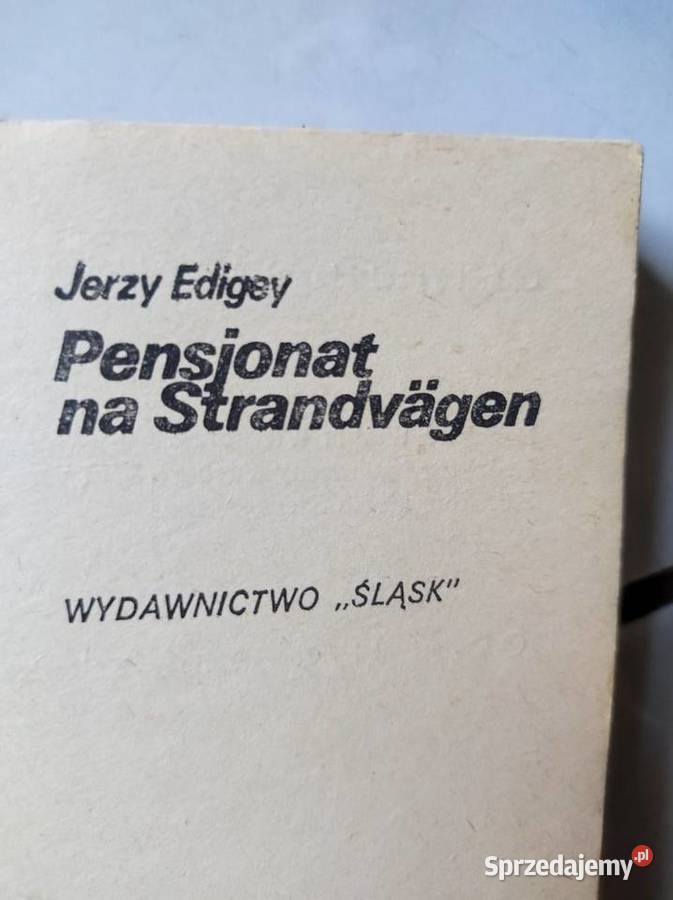 Jerzy Edigey
Pensjonat
na Strandvägen
WYDAWNICTWO „ŚLĄSK”
Sprzedajemy.pl